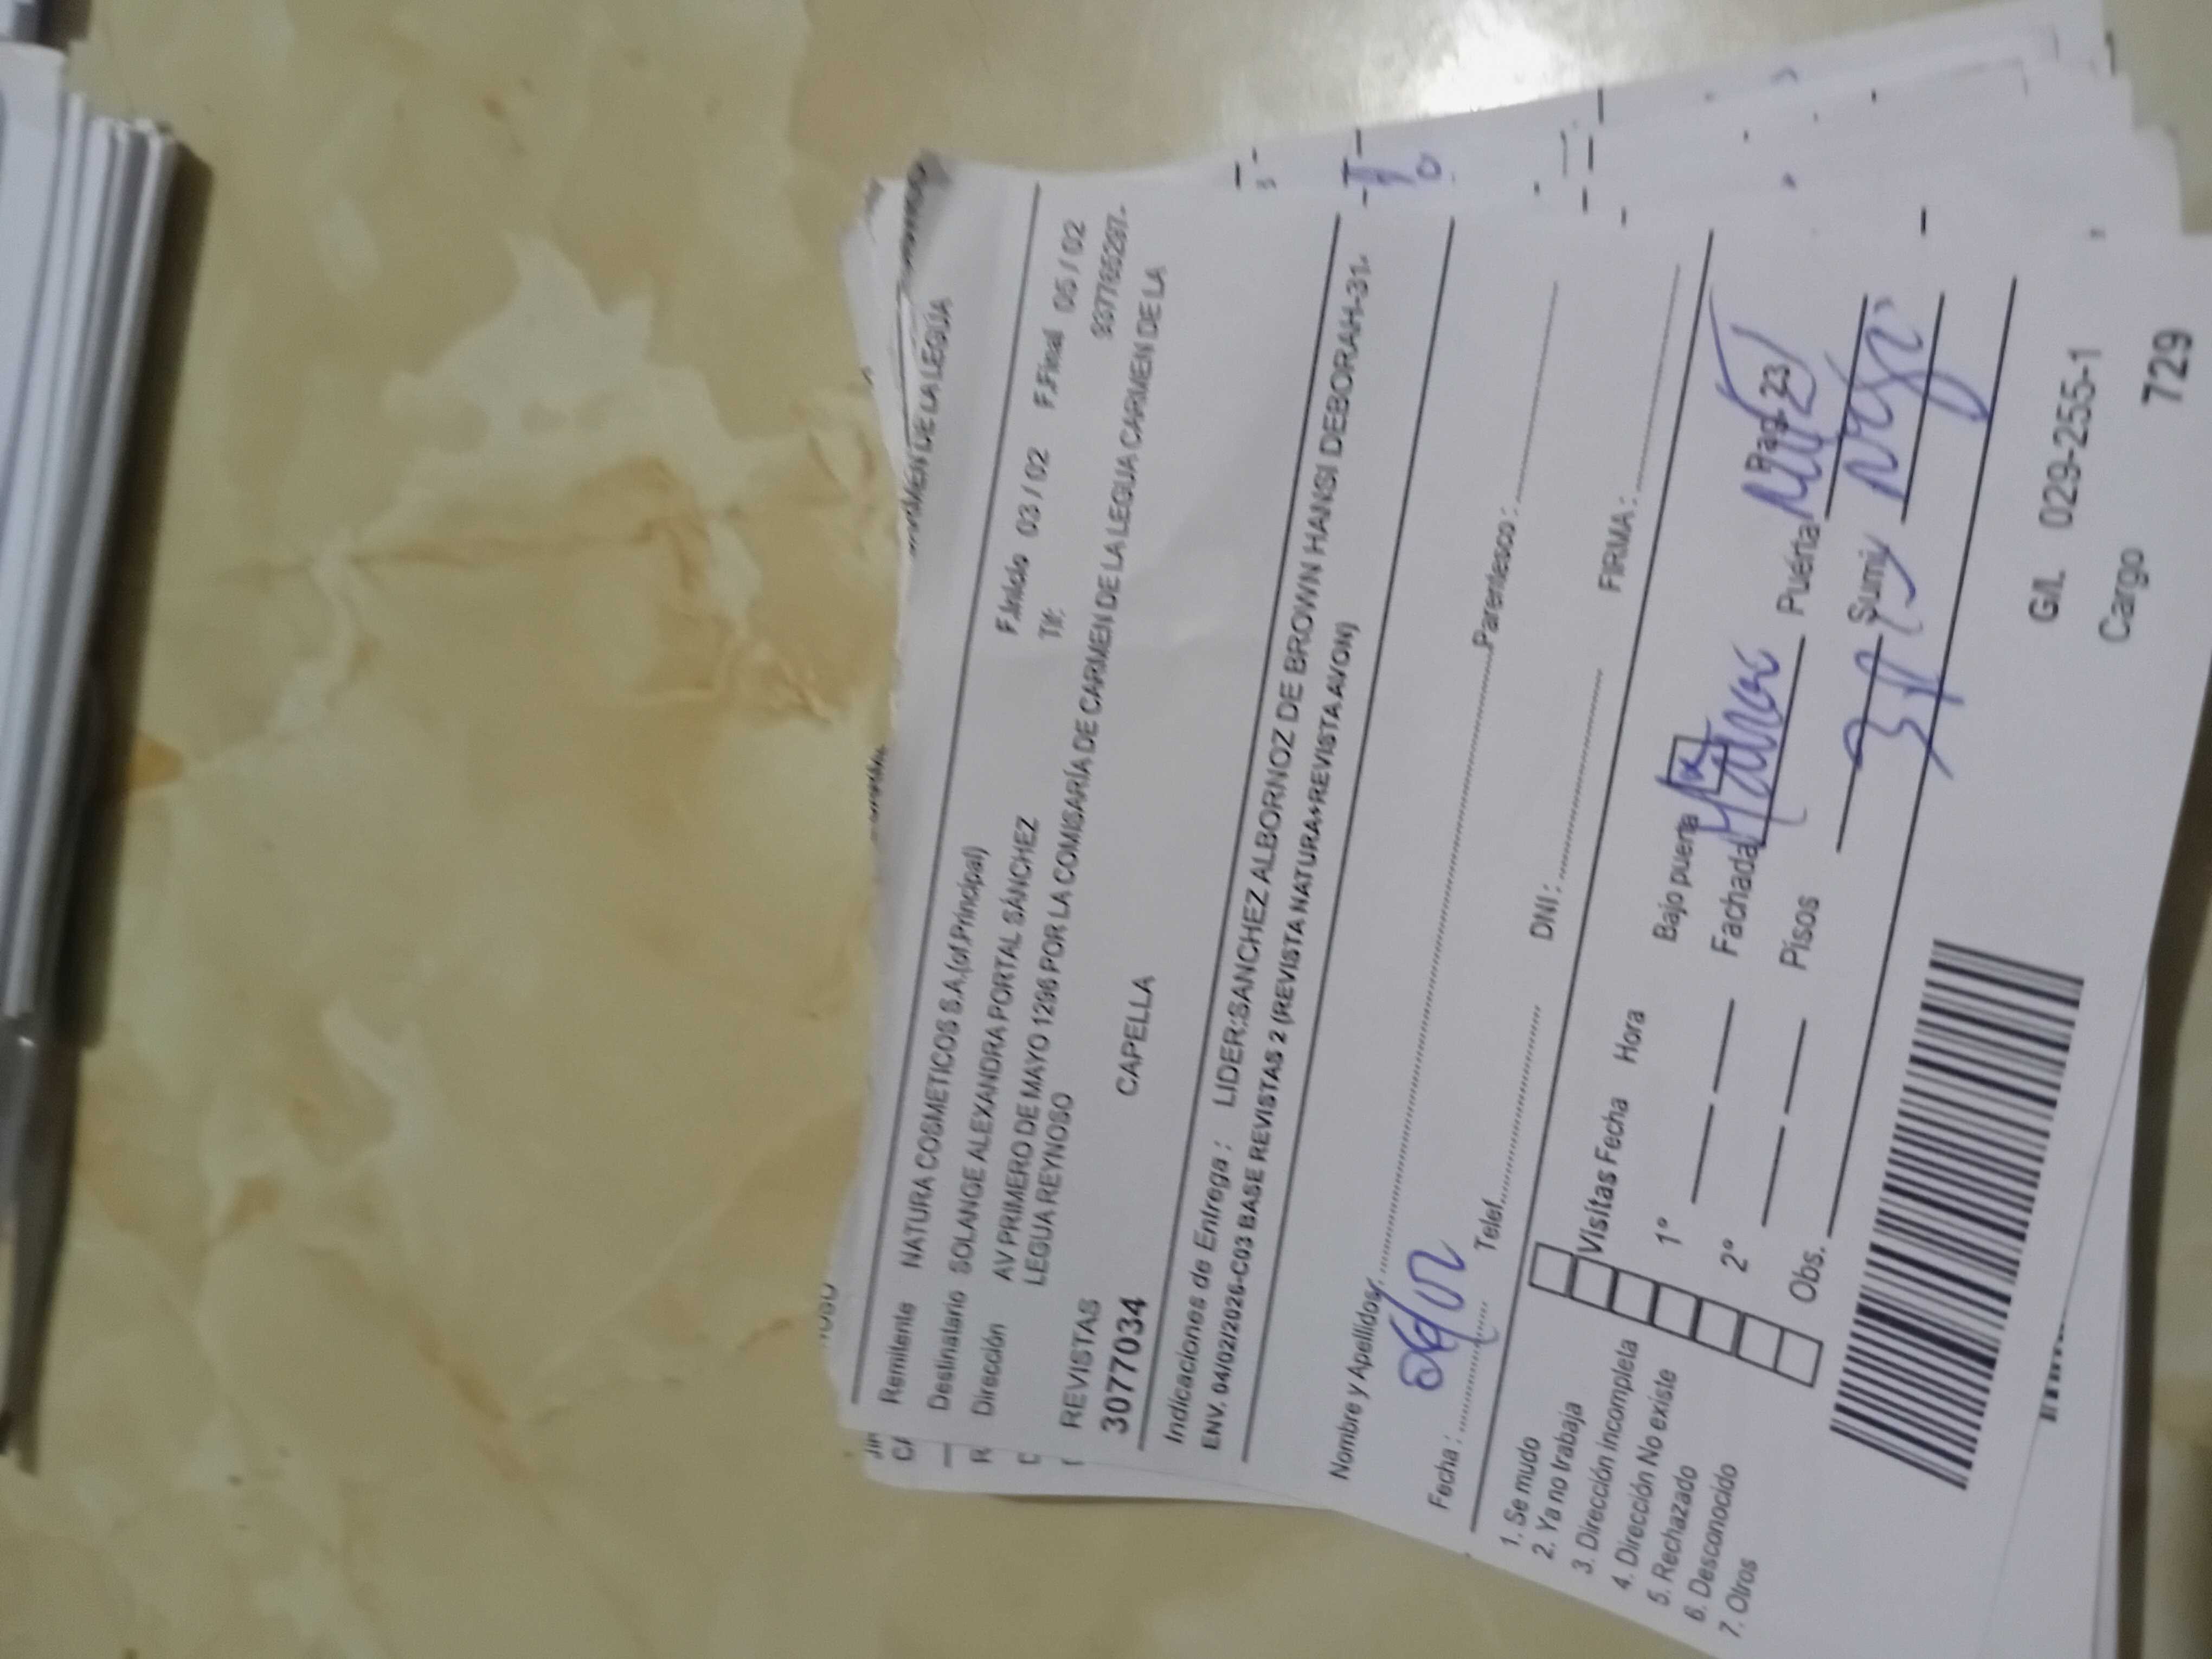 CARMEN DE LA LEGUA
Remitente NATURA COSMETICOS S.A.(of.Principal)
Destinatario SOLANGE ALEXANDRA PORTAL SÁNCHEZ F.Inicio 03 / 02 F.Final 05 / 02
Dirección AV PRIMERO DE MAYO 1296 POR LA COMISARÍA DE CARMEN DE LA LEGUA CARMEN DE LA
LEGUA REYNOSO
Tlf:
REVISTAS
3077034 CAPELLA
Indicaciones de Entrega : LIDER:SANCHEZ ALBORNOZ DE BROWN HANSI DEBORAH-31.
ENV. 04/02/2026-C03 BASE REVISTAS 2 (REVISTA NATURA+REVISTA AVON)
Nombre y Apellidos: Parentesco :
Fecha : Telef. DNI : FIRMA :
1. Se mudo
2. Ya no trabaja
3. Dirección incompleta
4. Dirección No existe
5. Rechazado
6. Desconocido
7. Otros
Visitas Fecha Hora Bajo puerta Pag-23
1° Fachada Puerta
2° Pisos Sumi
Obs.
G/L 029-255-1
Cargo 729